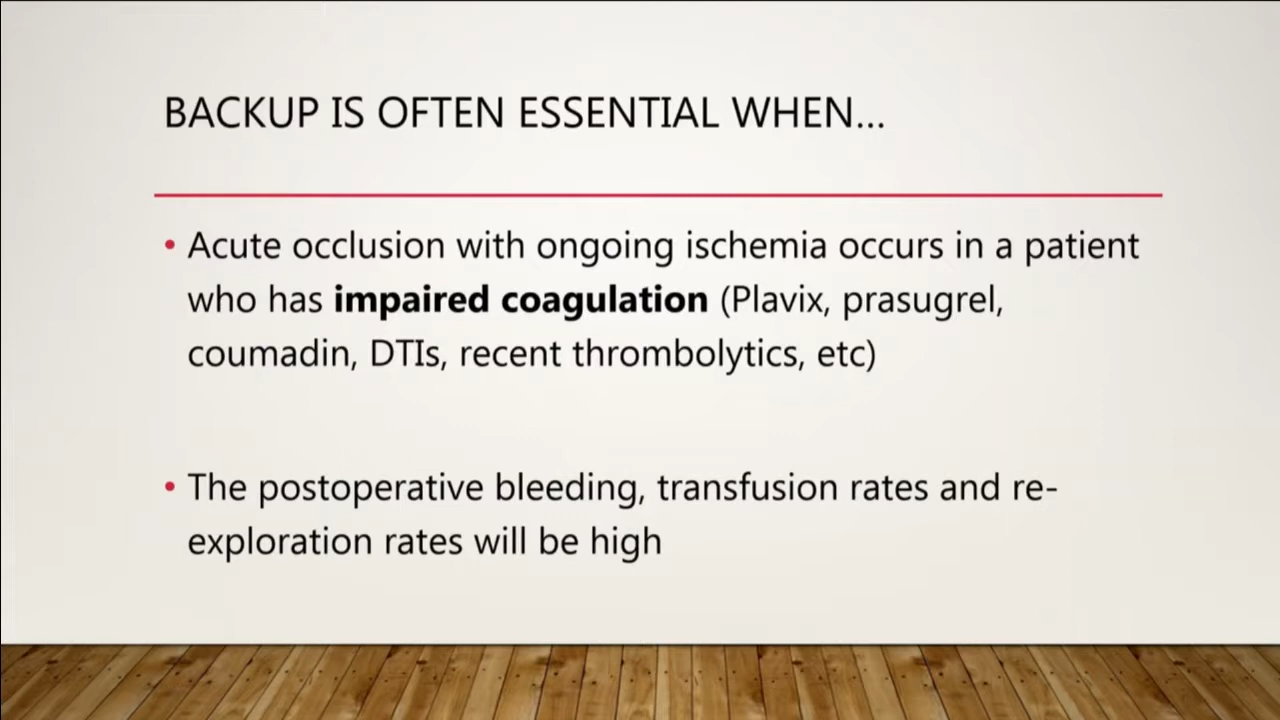 BACKUP IS OFTEN ESSENTIAL WHEN...
• Acute occlusion with ongoing ischemia occurs in a patient
who has impaired coagulation (Plavix, prasugrel,
coumadin, DTIs, recent thrombolytics, etc)
• The postoperative bleeding, transfusion rates and re-
exploration rates will be high